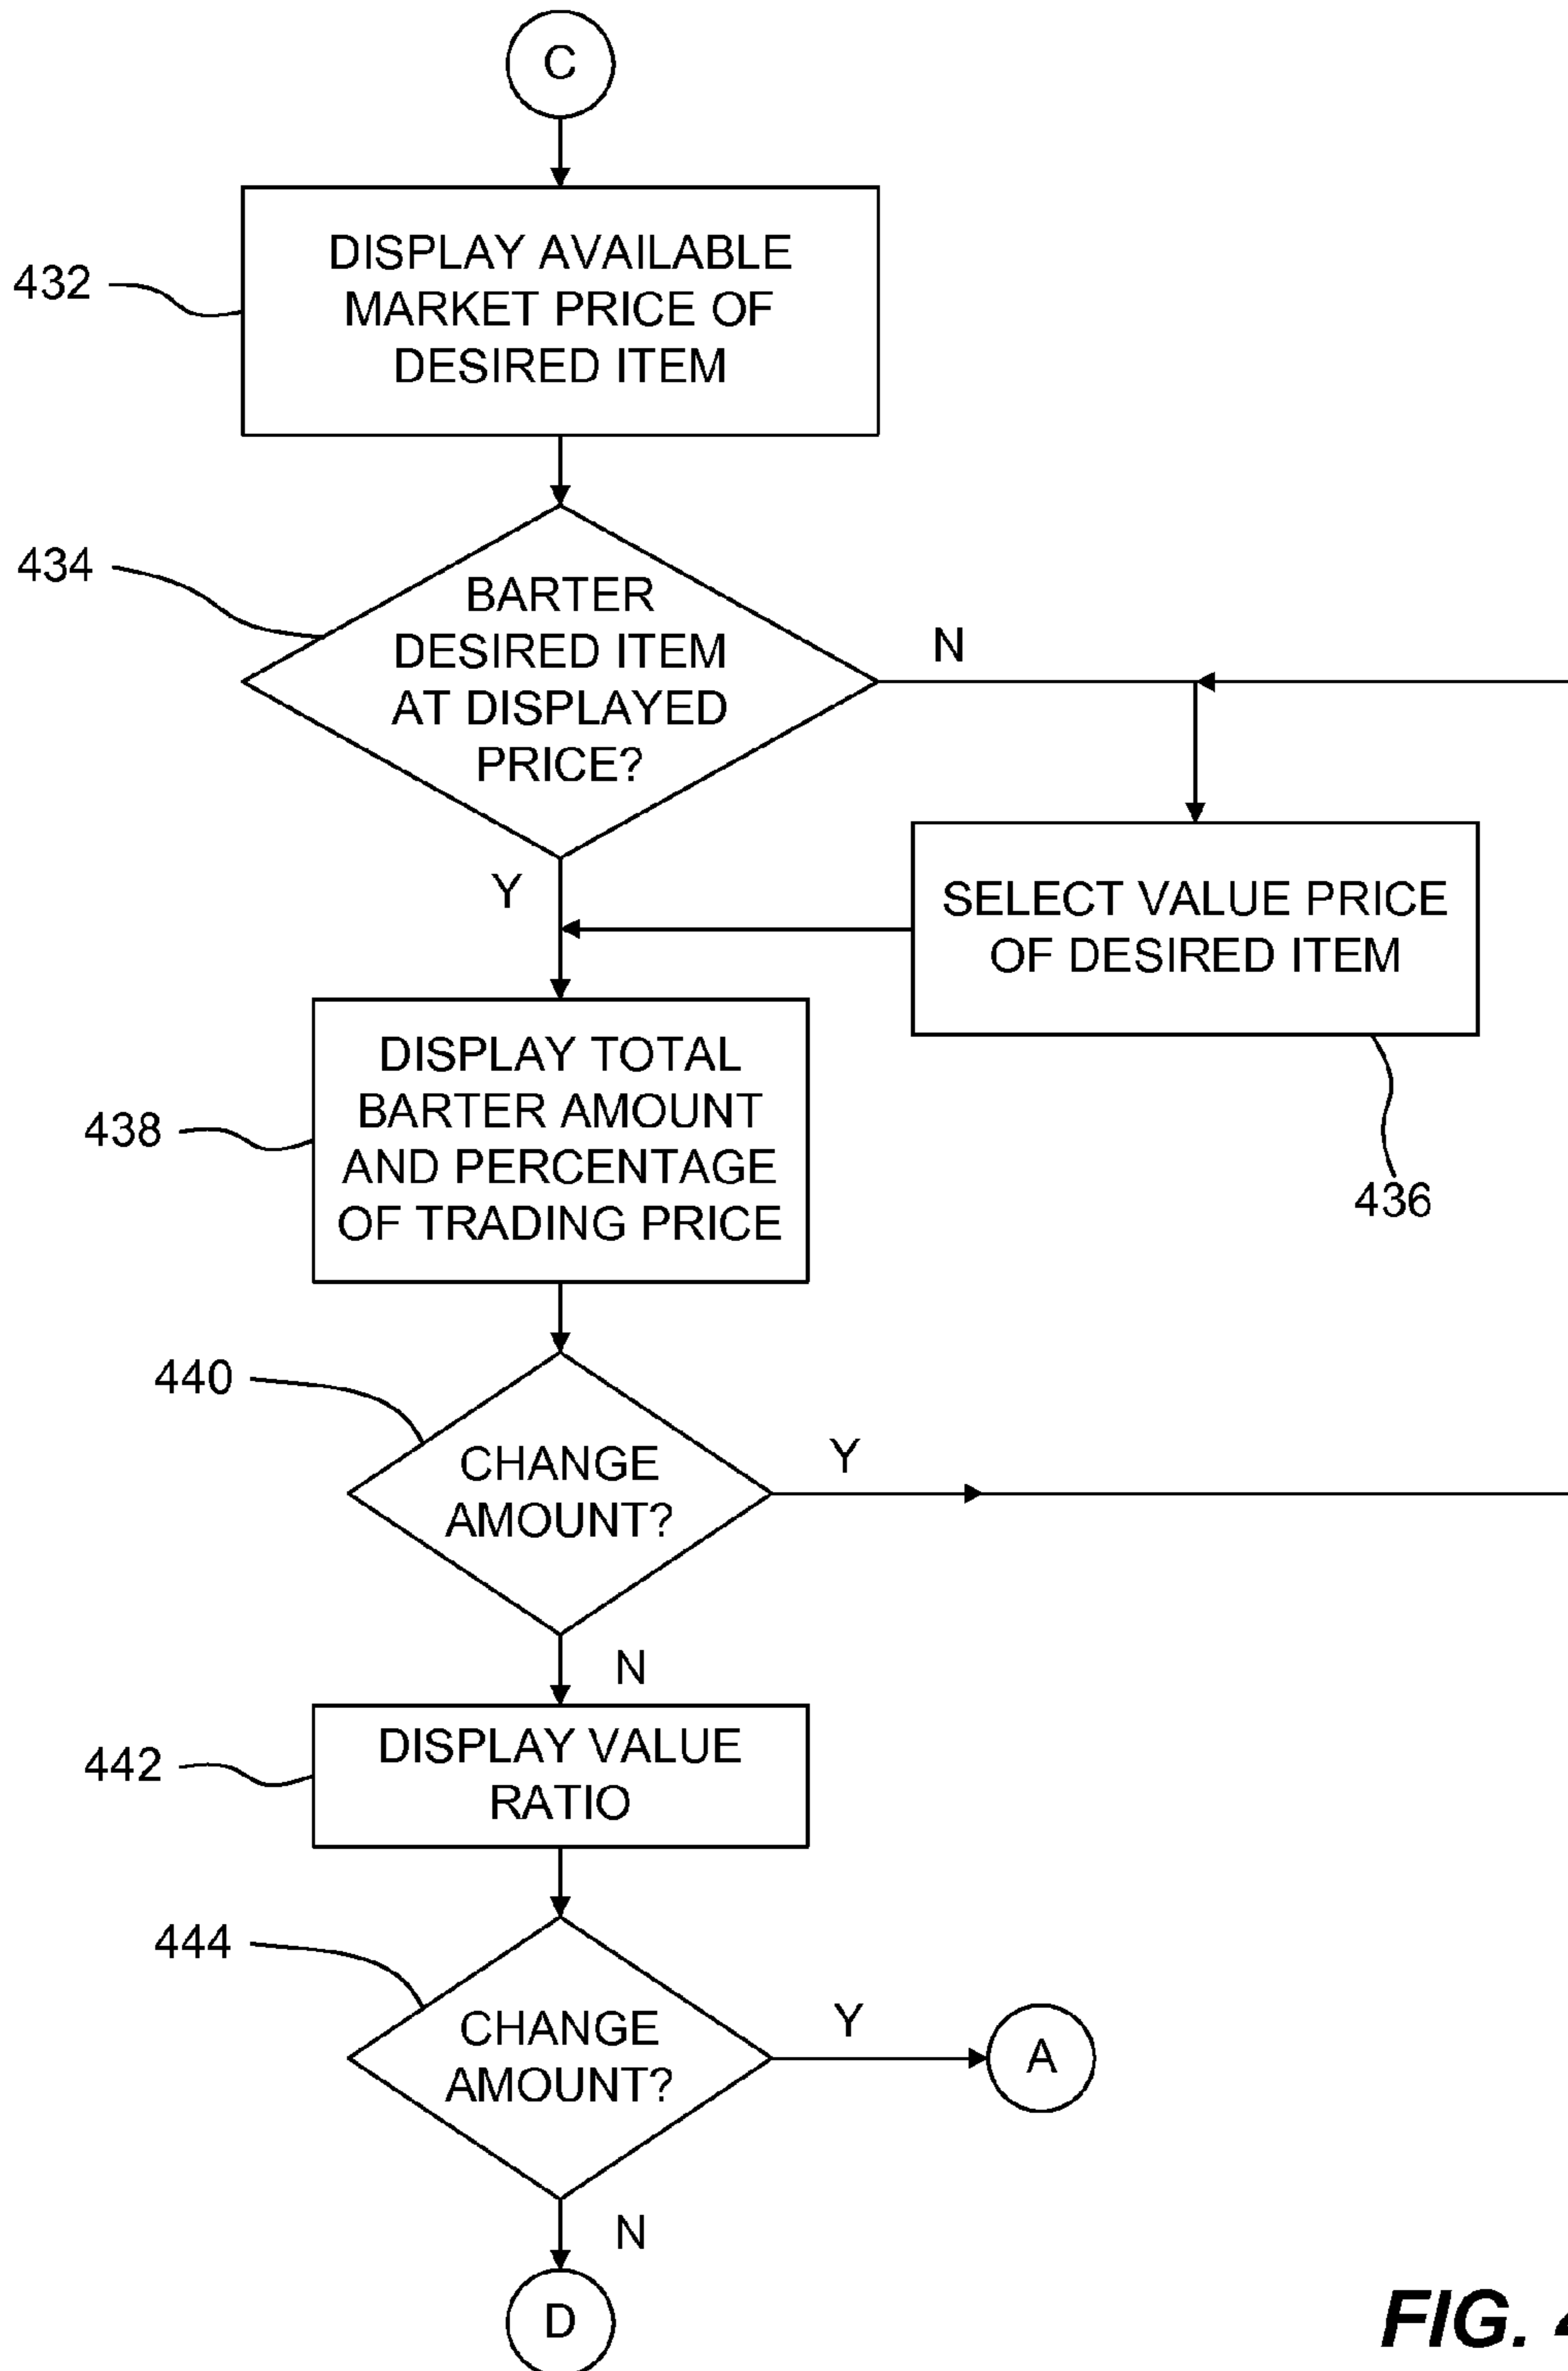 C
DISPLAY AVAILABLE
MARKET PRICE OF
DESIRED ITEM
432
434
BARTER
DESIRED ITEM
AT DISPLAYED
PRICE?
N
Y
SELECT VALUE PRICE
OF DESIRED ITEM
436
DISPLAY TOTAL
BARTER AMOUNT
AND PERCENTAGE
OF TRADING PRICE
438
440
CHANGE
AMOUNT?
Y
N
DISPLAY VALUE
RATIO
442
444
CHANGE
AMOUNT?
Y
A
N
D
FIG.